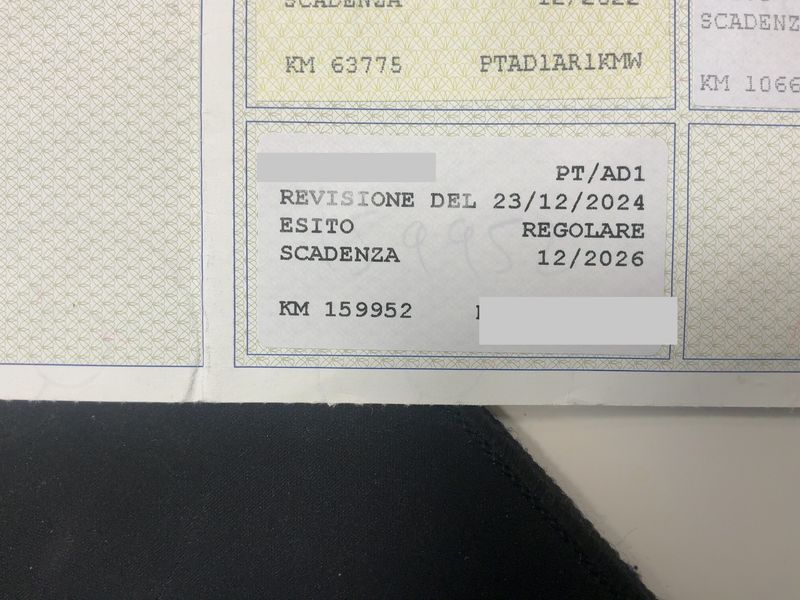 SCADENZA 12/2022
KM 63775 PTAD1AR1KMW
SCADENZ
KM 1066
PT/AD1
REVISIONE DEL 23/12/2024
ESITO REGOLARE
SCADENZA 12/2026
KM 159952